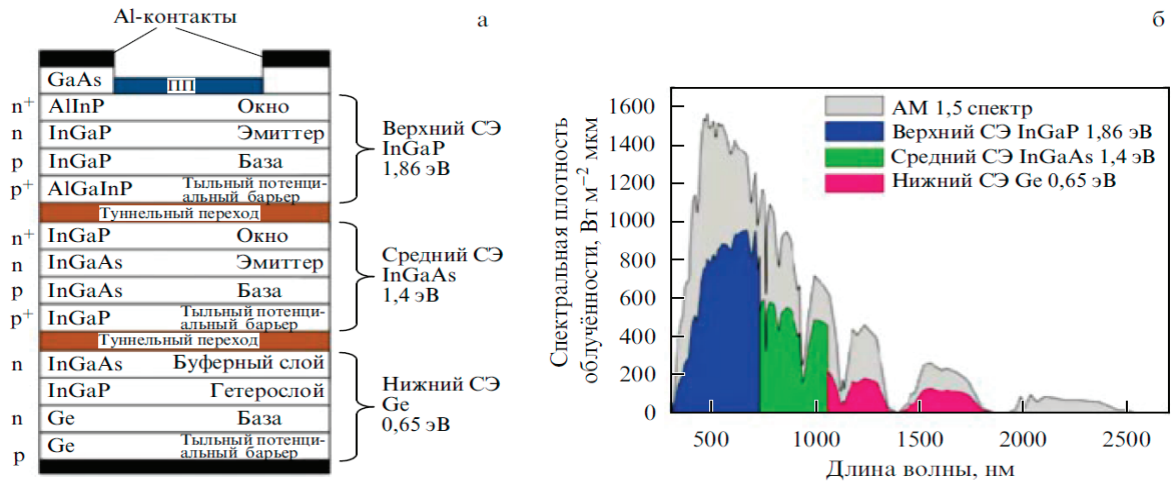 Al-контакты
а
GaAs
ПП
n+ AlInP Окно
n InGaP Эмиттер
p InGaP База
p+ AlGaInP Тыльный потенци-
альный барьер
Верхний СЭ
InGaP
1,86 эВ
Туннельный переход
n+ InGaP Окно
n InGaAs Эмиттер
p InGaAs База
p+ InGaP Тыльный потенци-
альный барьер
Средний СЭ
InGaAs
1,4 эВ
Туннельный переход
n InGaAs Буферный слой
InGaP Гетерослой
n Ge База
p Ge Тыльный потенци-
альный барьер
Нижний СЭ
Ge
0,65 эВ
б
Спектральная плотность
облучённости, Вт м−2 мкм
1600
1400
1200
1000
800
600
400
200
0
AM 1,5 спектр
Верхний СЭ InGaP 1,86 эВ
Средний СЭ InGaAs 1,4 эВ
Нижний СЭ Ge 0,65 эВ
500 1000 1500 2000 2500
Длина волны, нм